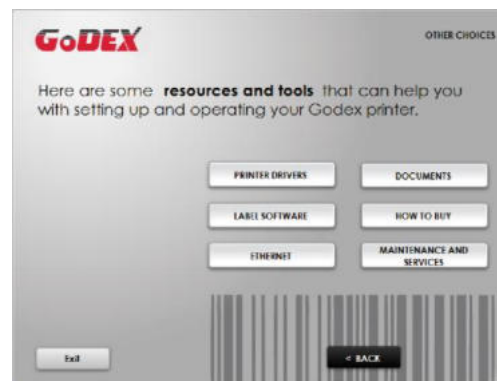 GoDEX
OTHER CHOICES
Here are some resources and tools that can help you
with setting up and operating your Godex printer.
PRINTER DRIVERS
DOCUMENTS
LABEL SOFTWARE
HOW TO BUY
ETHERNET
MAINTENANCE AND
SERVICES
Exit
< BACK